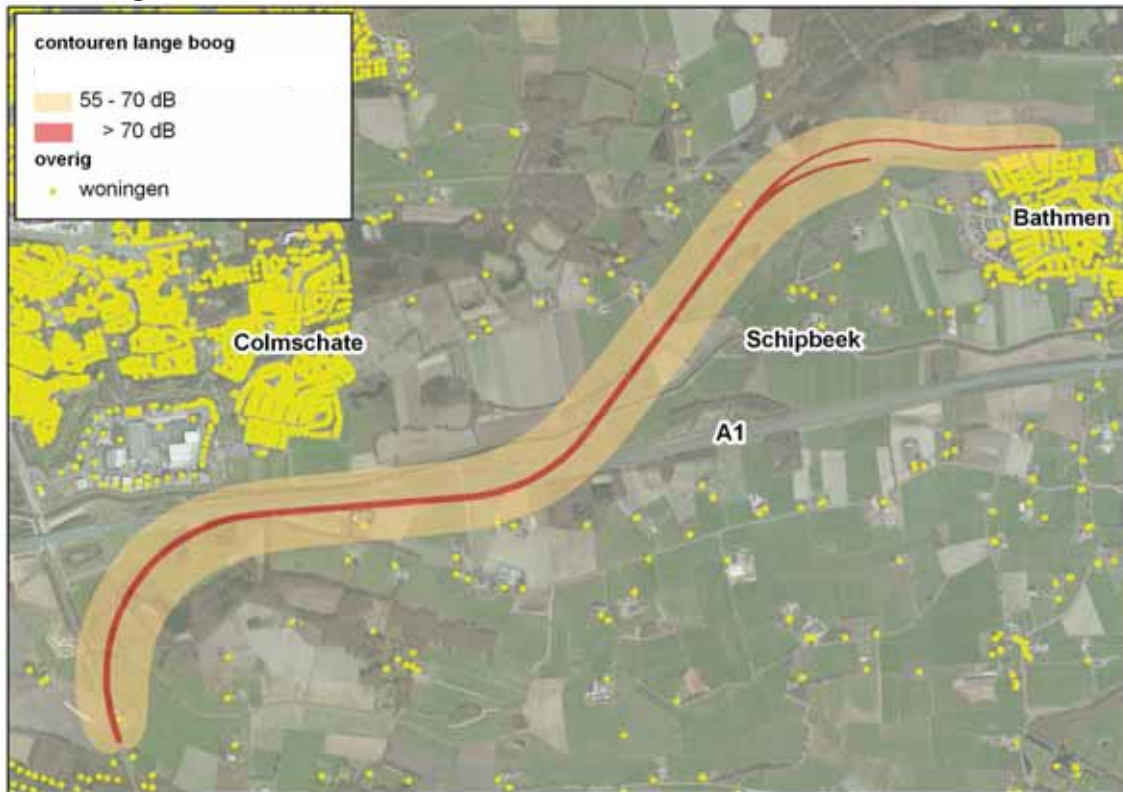 contouren lange boog
55 - 70 dB
> 70 dB
overig
woningen
Bathmen
Colmschate
Schipbeek
A1